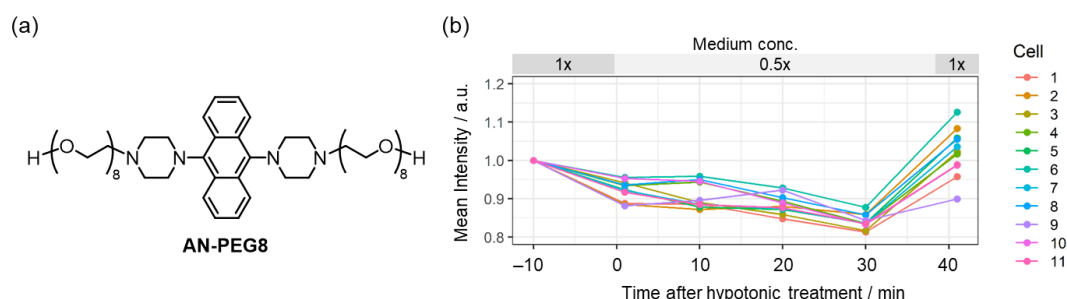 (a)
H
O
8
N
N
N
N
O
H
8
AN-PEG8
(b)
Medium conc.
1x
0.5x
1x
Mean Intensity / a.u.
1.2
1.1
1.0
0.9
0.8
−10
0
10
20
30
40
Time after hypotonic treatment / min
Cell
1
2
3
4
5
6
7
8
9
10
11